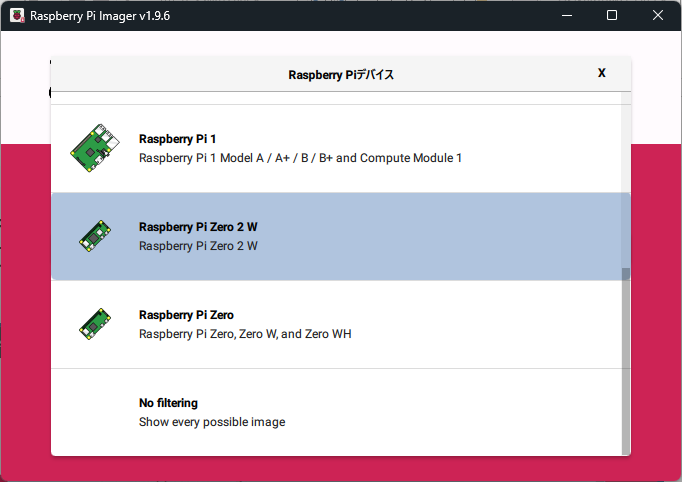 Raspberry Pi Imager v1.9.6
Raspberry Piデバイス
X
Raspberry Pi 1
Raspberry Pi 1 Model A / A+ / B / B+ and Compute Module 1
Raspberry Pi Zero 2 W
Raspberry Pi Zero 2 W
Raspberry Pi Zero
Raspberry Pi Zero, Zero W, and Zero WH
No filtering
Show every possible image